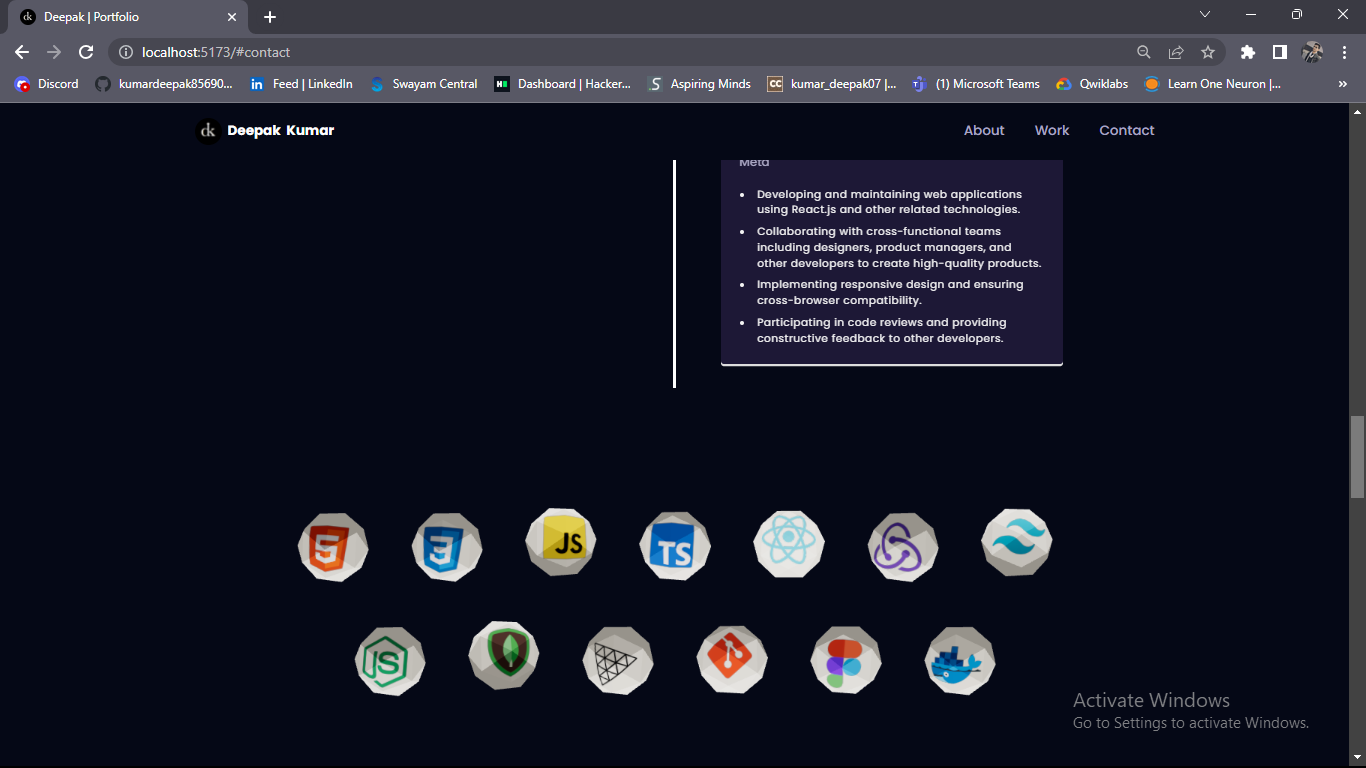 dk Deepak | Portfolio
localhost:5173/#contact
Discord kumardeepak85690... in Feed | LinkedIn Swayam Central Dashboard | Hacker... Aspiring Minds CC kumar_deepak07 |... (1) Microsoft Teams Qwiklabs Learn One Neuron |... »
dk Deepak Kumar About Work Contact
Meta
• Developing and maintaining web applications
using React.js and other related technologies.
• Collaborating with cross-functional teams
including designers, product managers, and
other developers to create high-quality products.
• Implementing responsive design and ensuring
cross-browser compatibility.
• Participating in code reviews and providing
constructive feedback to other developers.
5 3 JS TS
JS
Activate Windows
Go to Settings to activate Windows.